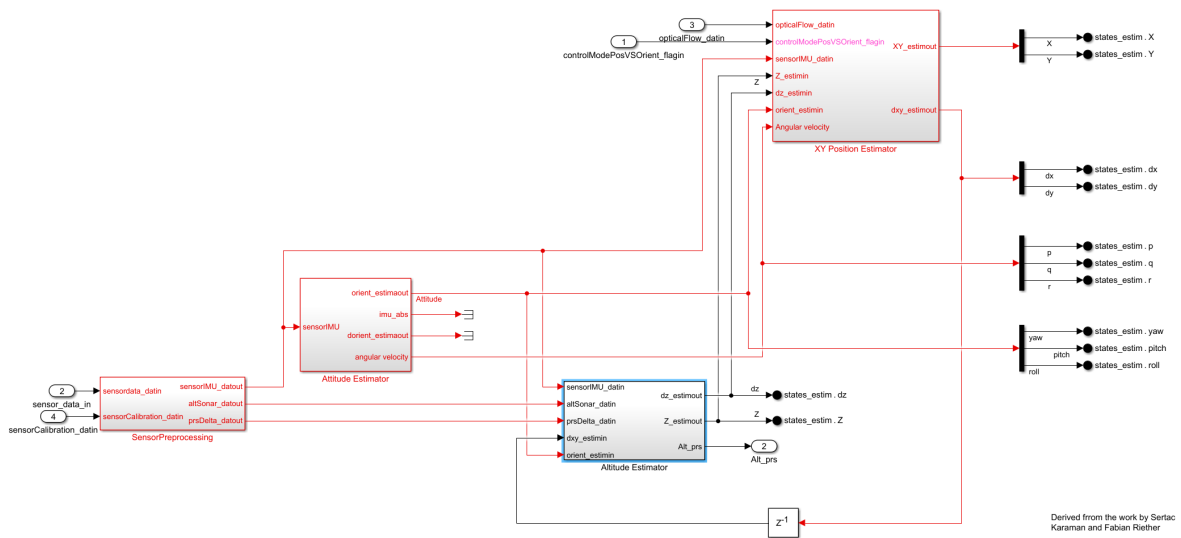 3
opticalFlow_datin
1
controlModePosVSOrient_flagin
opticalFlow_datin
controlModePosVSOrient_flagin
sensorIMU_datin
Z_estimin
dz_estimin
orient_estimin
Angular velocity
XY_estimout
dxy_estimout
XY Position Estimator
Z
X
Y
states_estim . X
states_estim . Y
dx
dy
states_estim . dx
states_estim . dy
p
q
r
states_estim . p
states_estim . q
states_estim . r
yaw
pitch
roll
states_estim . yaw
states_estim . pitch
states_estim . roll
sensorIMU
orient_estimaout
imu_abs
dorient_estimaout
angular velocity
Attitude
Attitude Estimator
2
sensor_data_in
4
sensorCalibration_datin
sensordata_datin
sensorCalibration_datin
sensorIMU_datout
altSonar_datout
prsDelta_datout
SensorPreprocessing
sensorIMU_datin
altSonar_datin
prsDelta_datin
dxy_estimin
orient_estimin
dz_estimout
Z_estimout
Alt_prs
Altitude Estimator
dz
states_estim . dz
Z
states_estim . Z
2
Alt_prs
Z-1
Derived frrom the work by Sertac
Karaman and Fabian Riether